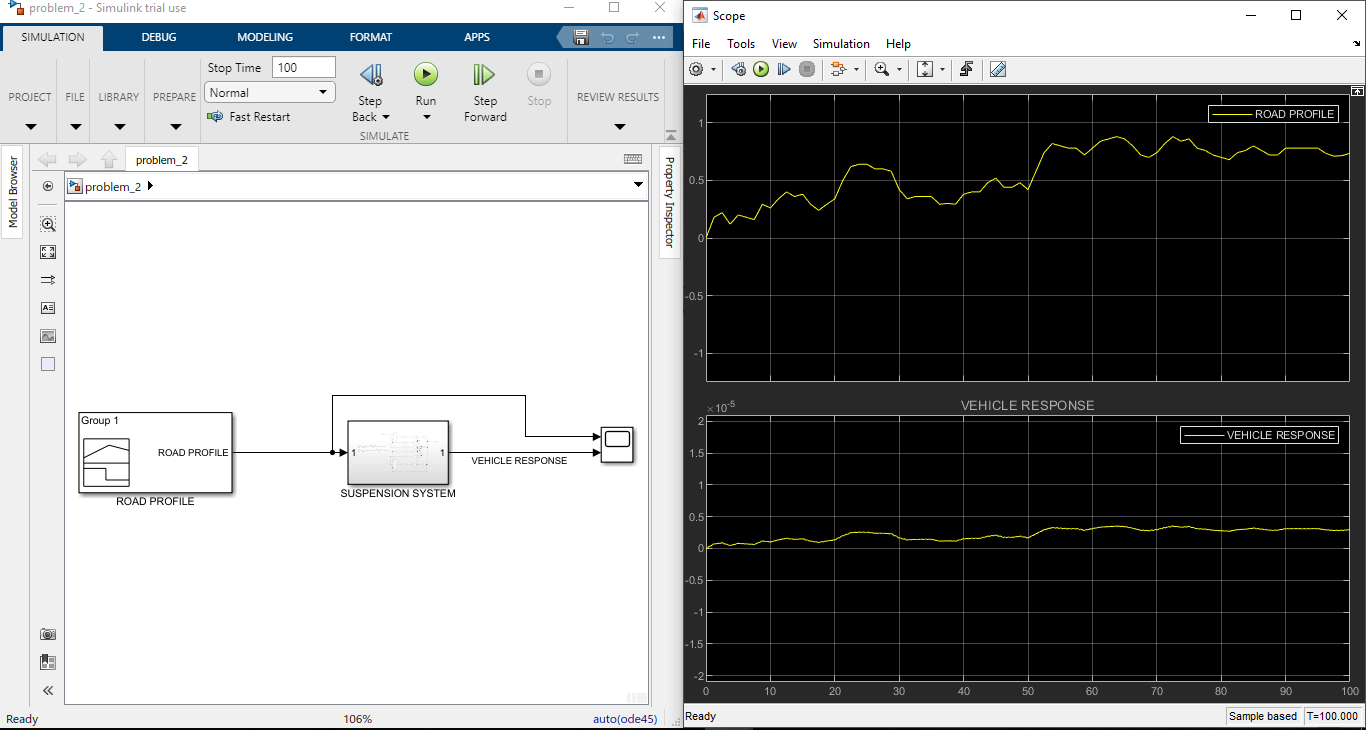 problem_2 - Simulink trial use
SIMULATION DEBUG MODELING FORMAT APPS
PROJECT FILE LIBRARY PREPARE
Stop Time 100
Normal
Fast Restart
Step Back
Run
Step Forward
Stop
SIMULATE
REVIEW RESULTS
Model Browser
problem_2
problem_2
Property Inspector
Group 1
ROAD PROFILE
ROAD PROFILE
1 1
SUSPENSION SYSTEM
VEHICLE RESPONSE
Ready 106% auto(ode45)
Scope
File Tools View Simulation Help
ROAD PROFILE
1
0.5
0
-0.5
-1
VEHICLE RESPONSE
×10-5
VEHICLE RESPONSE
2
1.5
1
0.5
0
-0.5
-1
-1.5
-2
0 10 20 30 40 50 60 70 80 90 100
Ready Sample based T=100.000